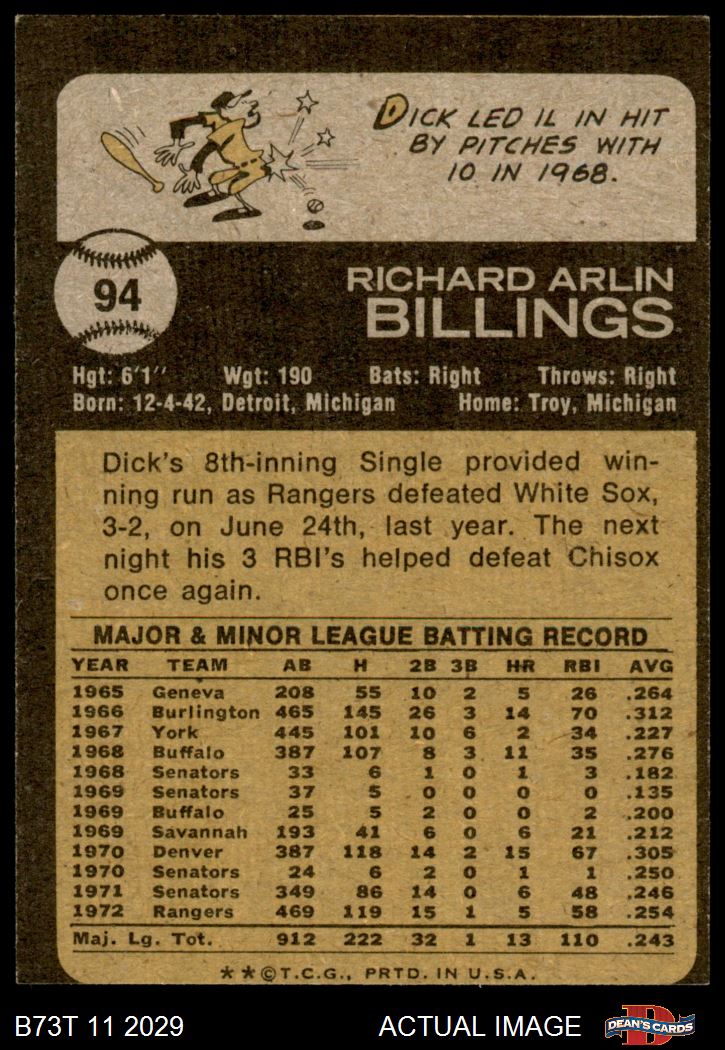 DICK LED IL IN HIT
BY PITCHES WITH
10 IN 1968.
94
RICHARD ARLIN
BILLINGS
Hgt: 6'1" Wgt: 190 Bats: Right Throws: Right
Born: 12-4-42, Detroit, Michigan Home: Troy, Michigan
Dick's 8th-inning Single provided win-
ning run as Rangers defeated White Sox,
3-2, on June 24th, last year. The next
night his 3 RBI's helped defeat Chisox
once again.
MAJOR & MINOR LEAGUE BATTING RECORD
YEAR TEAM AB H 2B 3B HR RBI AVG
1965 Geneva 208 55 10 2 5 26 .264
1966 Burlington 465 145 26 3 14 70 .312
1967 York 445 101 10 6 2 34 .227
1968 Buffalo 387 107 8 3 11 35 .276
1968 Senators 33 6 1 0 1 3 .182
1969 Senators 37 5 0 0 0 0 .135
1969 Buffalo 25 5 2 0 0 2 .200
1969 Savannah 193 41 6 0 6 21 .212
1970 Denver 387 118 14 2 15 67 .305
1970 Senators 24 6 2 0 1 1 .250
1971 Senators 349 86 14 0 6 48 .246
1972 Rangers 469 119 15 1 5 58 .254
Maj. Lg. Tot. 912 222 32 1 13 110 .243
**©T.C.G., PRTD. IN U.S.A.
B73T 11 2029 ACTUAL IMAGE D DEAN'S CARDS